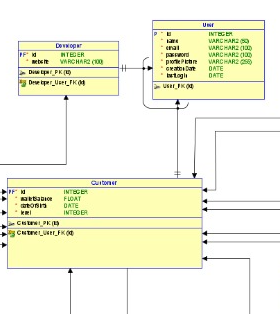 Developer
PF* id INTEGER
* website VARCHAR2 (100)
Developer_PK (id)
Developer_User_FK (id)
User
P * id INTEGER
* name VARCHAR2 (50)
* email VARCHAR2 (100)
* password VARCHAR2 (100)
* profilePicture VARCHAR2 (255)
* creationDate DATE
* lastLogin DATE
User_PK (id)
Customer
PF* id INTEGER
* walletBalance FLOAT
* dateOfBirth DATE
* level INTEGER
Customer_PK (id)
Customer_User_FK (id)